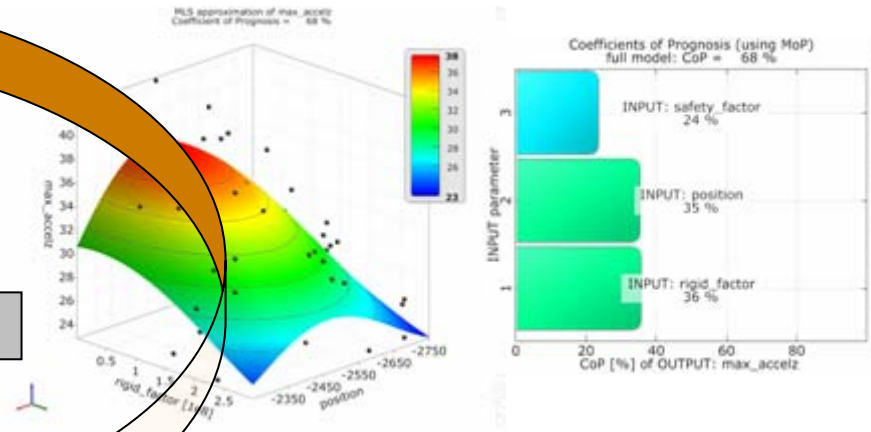 MLS approximation of max_accelz
Coefficient of Prognosis = 68 %
38
36
34
32
30
28
26
23
max_accelz
40
38
36
34
32
30
28
26
24
0.5
1
1.5
2
2.5
rigid_factor [1e8]
-2750
-2650
-2550
-2450
-2350
position
Coefficients of Prognosis (using MoP)
full model: CoP = 68 %
INPUT parameter
3
INPUT: safety_factor
24 %
2
INPUT: position
35 %
1
INPUT: rigid_factor
36 %
0 20 40 60 80
CoP [%] of OUTPUT: max_accelz